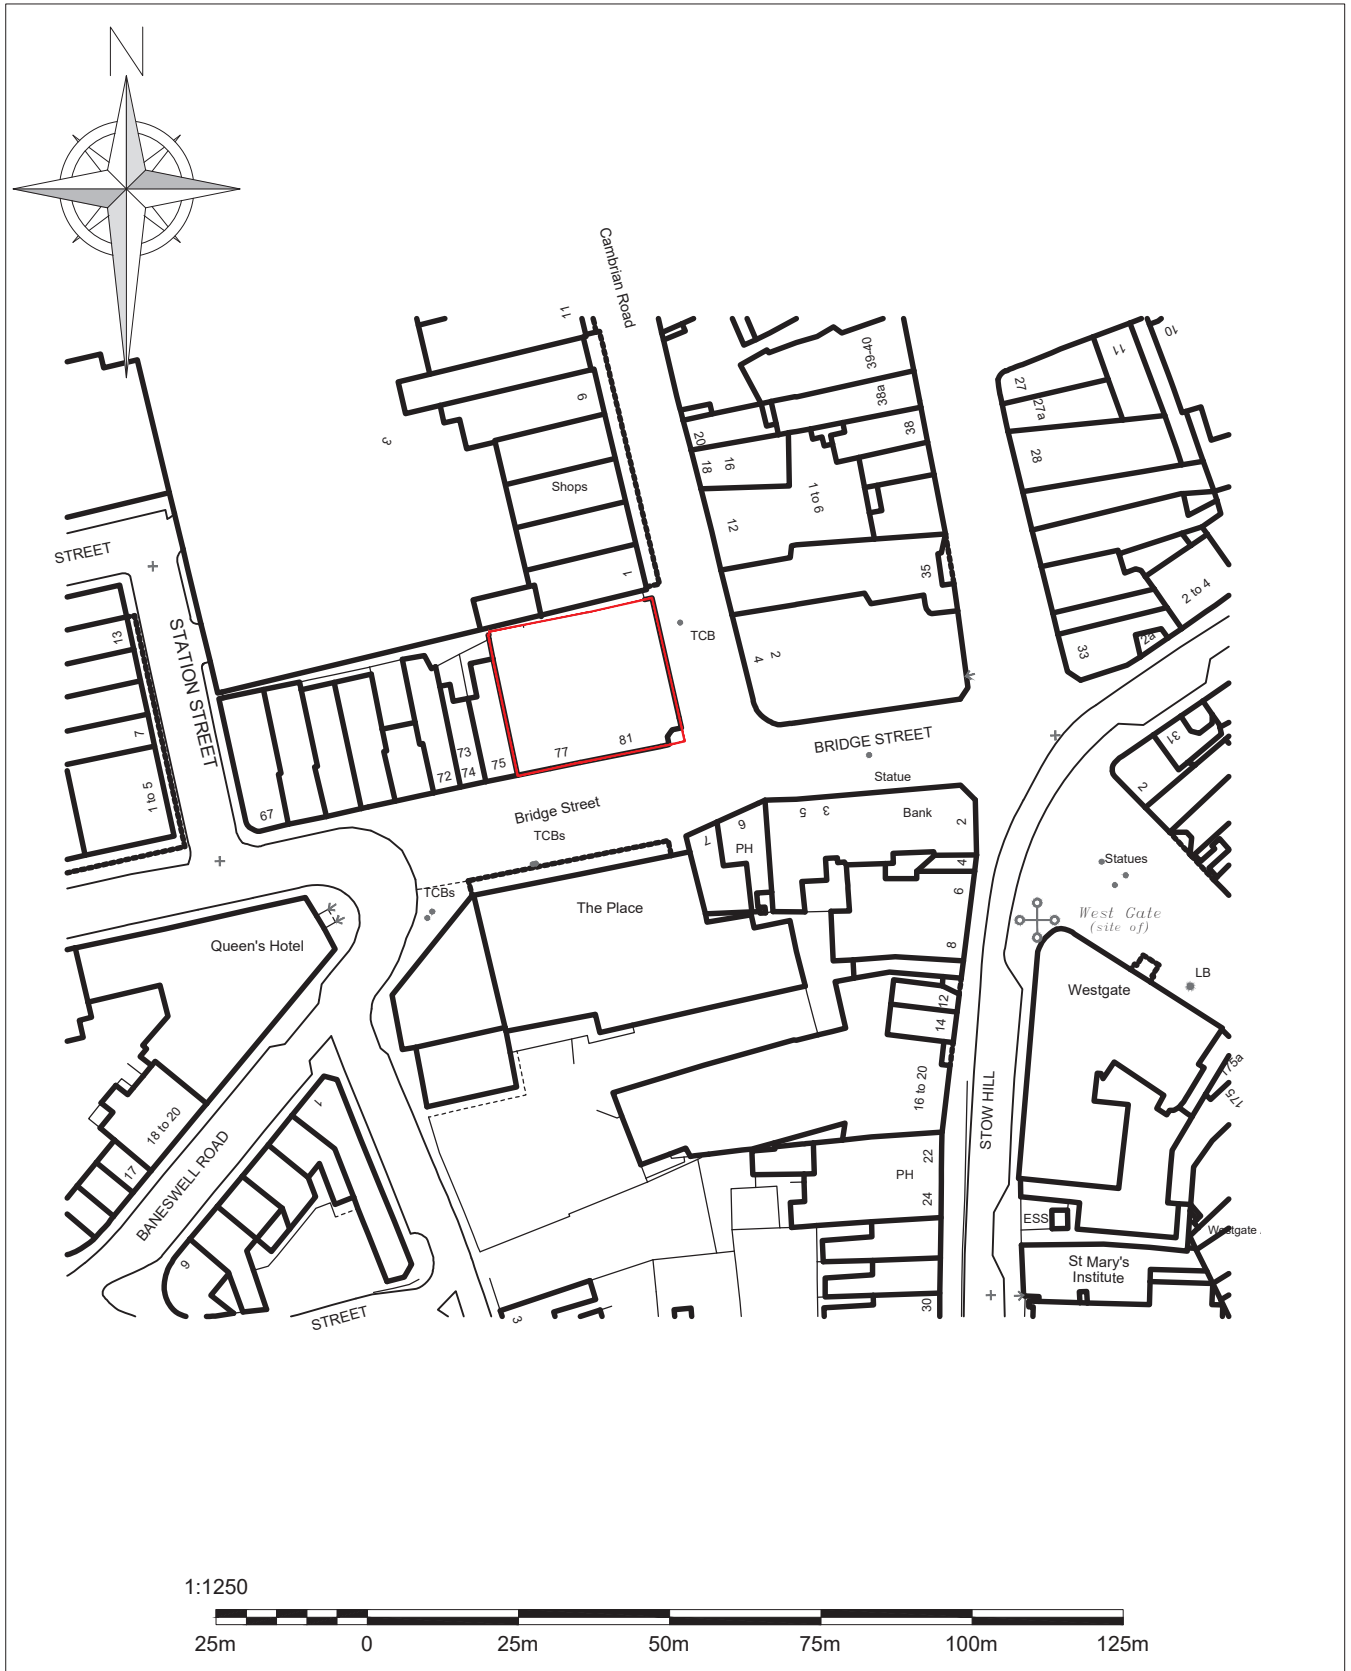 N
Cambrian Road
11
9
3
Shops
1
39-40
38a
38
20
18
16
12
1 to 6
35
4
2
10
11
27
27a
28
33
2a
2 to 4
STREET
STATION STREET
13
7
1 to 5
TCB
67
72
73
74
75
77
81
Bridge Street
TCBs
TCBs
BRIDGE STREET
Statue
31
2
7
6
PH
5
3
Bank
2
4
6
8
12
14
16 to 20
Statues
West Gate
(site of)
LB
Westgate
175a
175
The Place
Queen's Hotel
18 to 20
17
BANESWELL ROAD
1
9
STREET
3
STOW HILL
22
PH
24
30
ESS
St Mary's
Institute
Westgate
1:1250
25m 0 25m 50m 75m 100m 125m